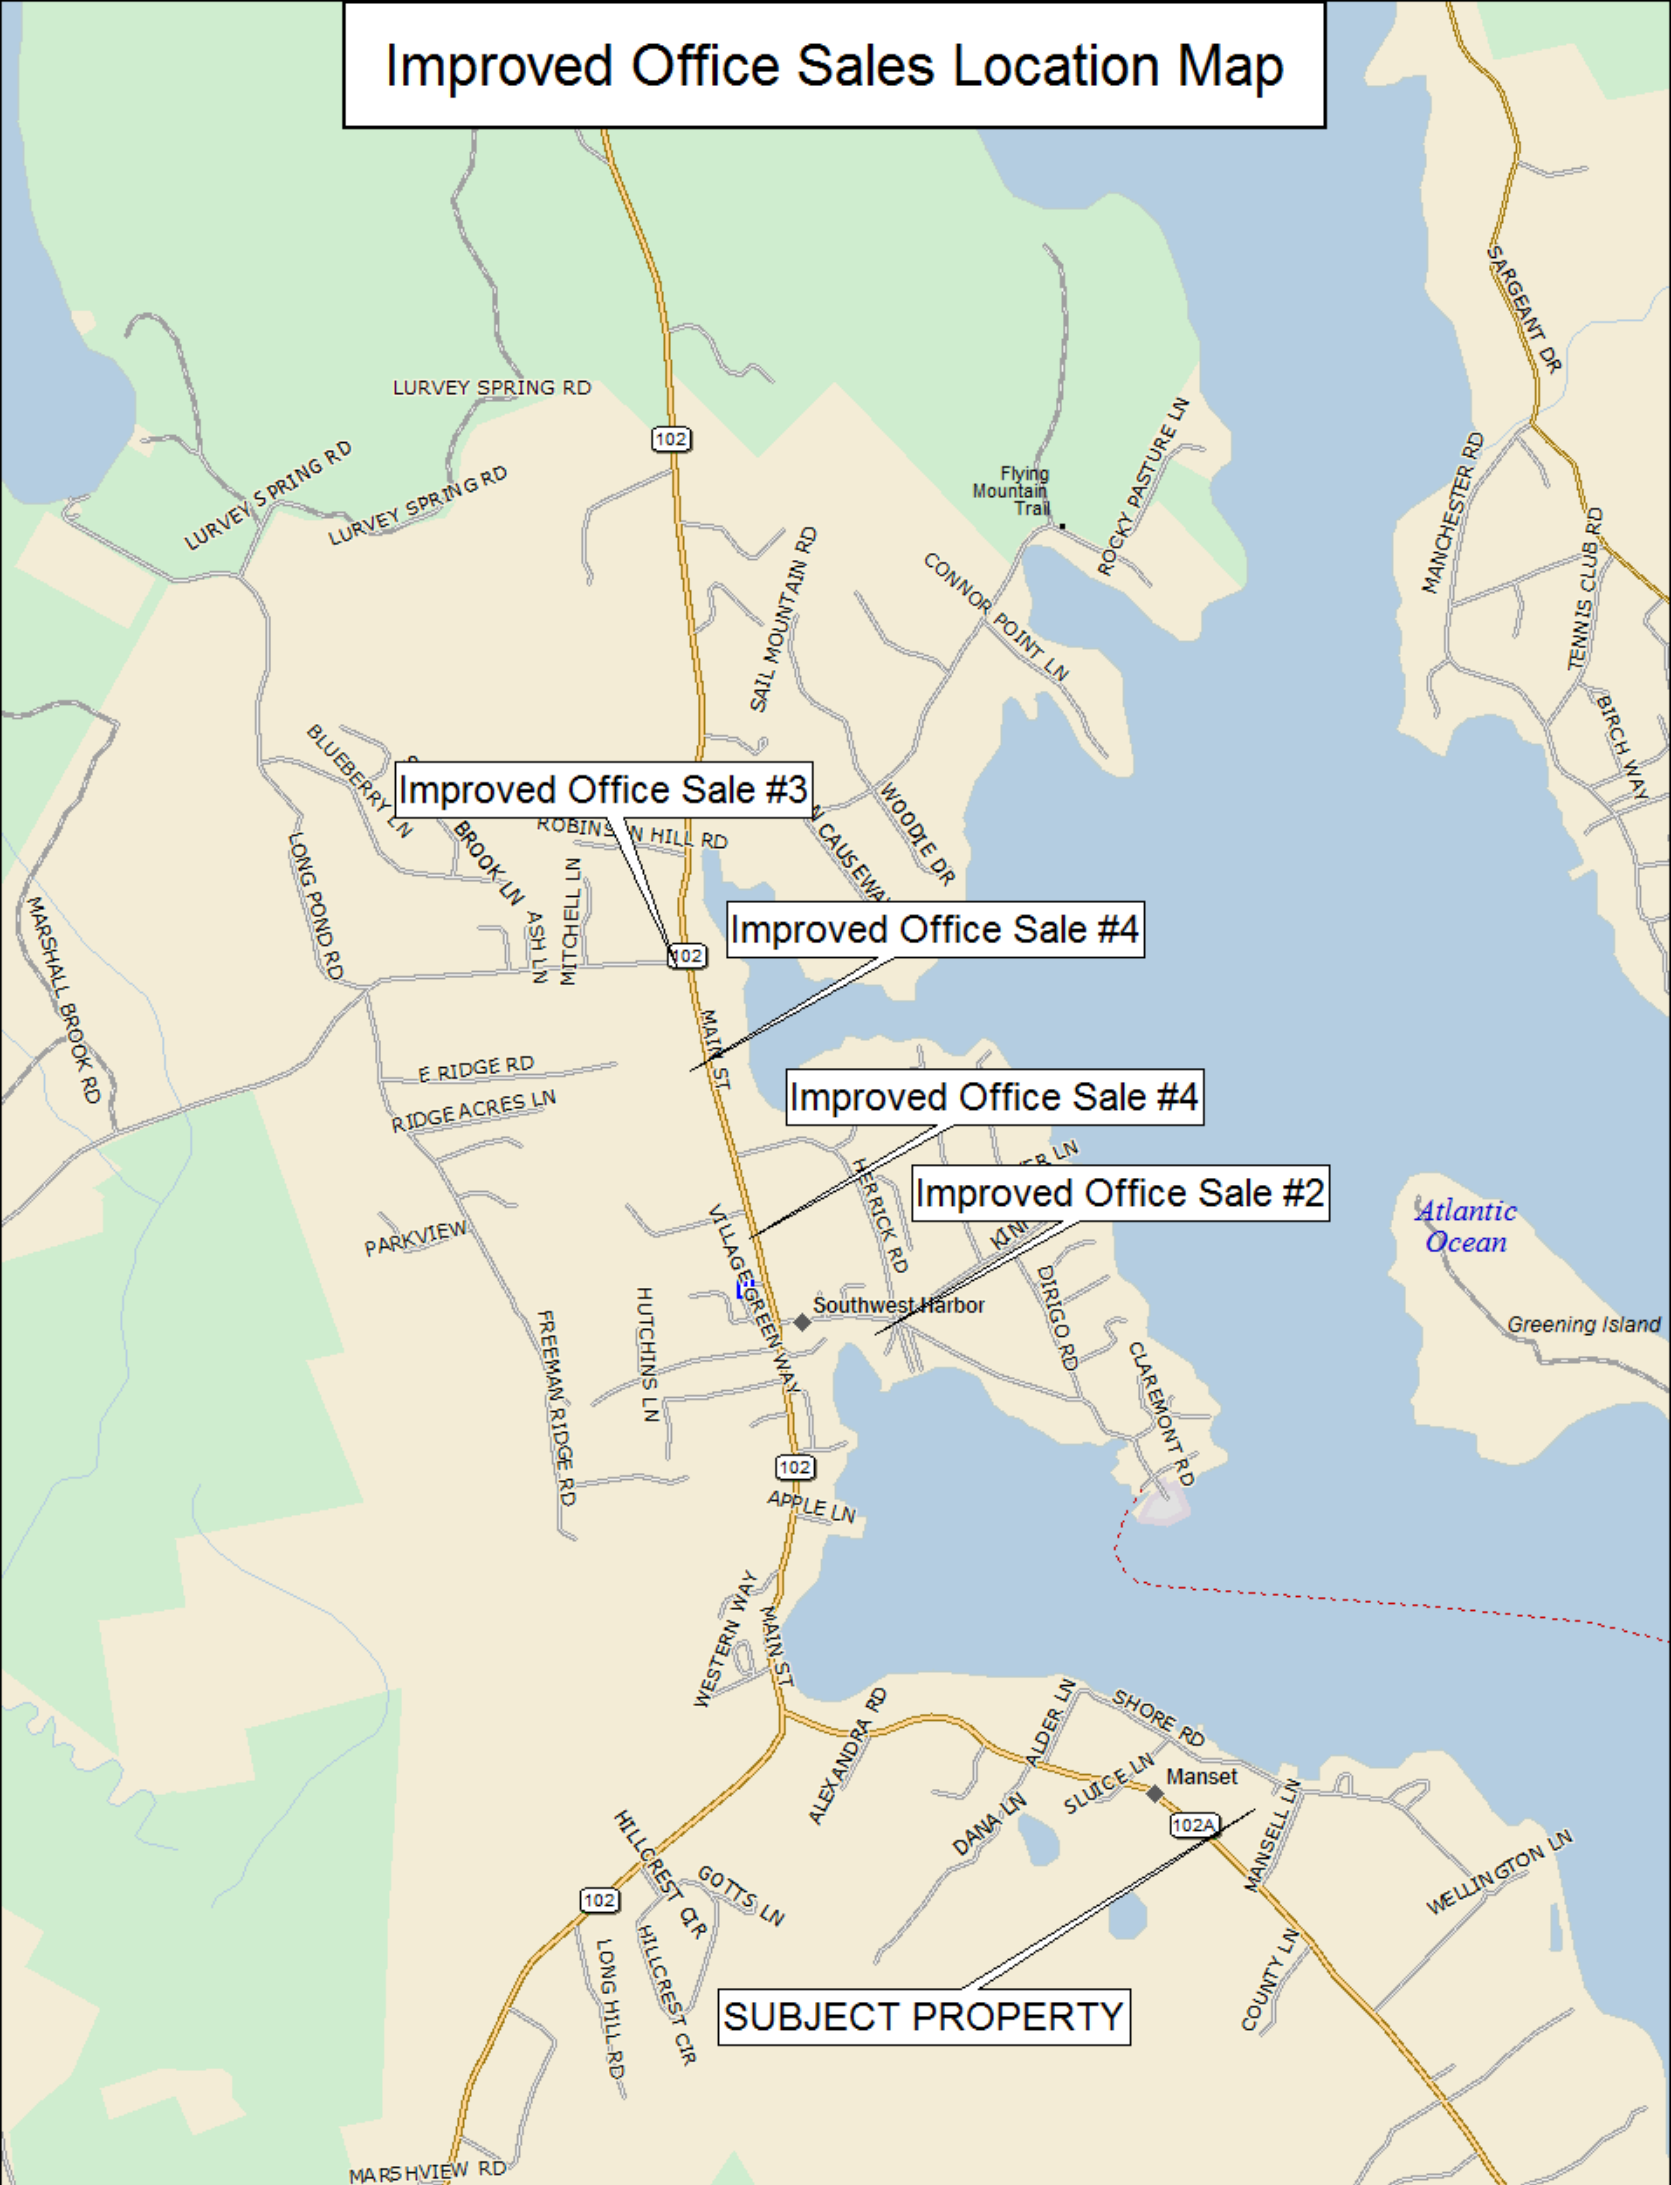 Improved Office Sales Location Map
SARGEANT DR
LURVEY SPRING RD
102
LURVEY SPRING RD
LURVEY SPRING RD
Flying
Mountain
Trail
ROCKY PASTURE LN
MANCHESTER RD
TENNIS CLUB RD
CONNOR POINT LN
SAIL MOUNTAIN RD
BIRCH WAY
BLUEBERRY LN
Improved Office Sale #3
WOODIE DR
ROBINSON HILL RD
CAUSEWAY
BROOK LN
LONG POND RD
MITCHELL LN
ASH LN
MARSHALL BROOK RD
Improved Office Sale #4
102
MAIN ST
E RIDGE RD
RIDGE ACRES LN
Improved Office Sale #4
HERRICK RD
LN
Improved Office Sale #2
PARKVIEW
VILLAGE GREEN WAY
Atlantic
Ocean
DIRIGO RD
HUTCHINS LN
Southwest Harbor
Greening Island
FREEMAN RIDGE RD
CLAREMONT RD
102
APPLE LN
WESTERN WAY
MAIN ST
ALEXANDRA RD
ALDER LN
SHORE RD
SLUICE LN
Manset
DANA LN
102A
MANSELL LN
HILLCREST CIR
GOTTS LN
WELLINGTON LN
102
LONG HILL RD
HILLCREST CIR
COUNTY LN
SUBJECT PROPERTY
MARSHVIEW RD